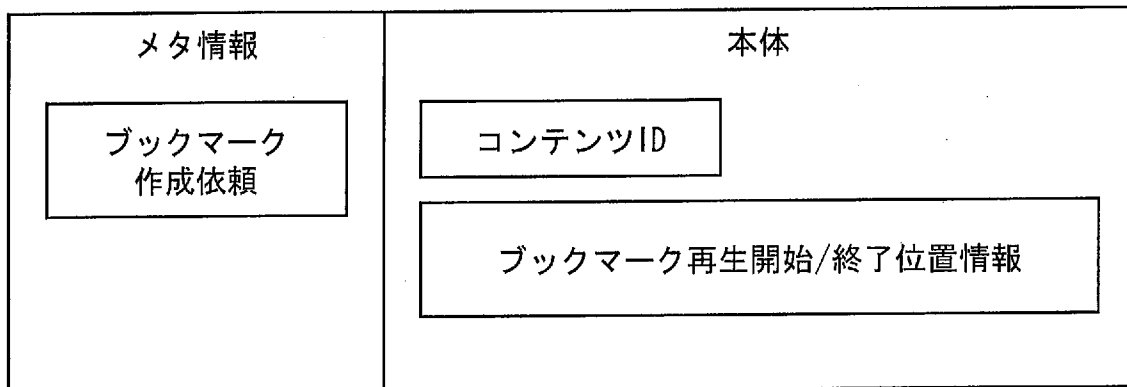 メタ情報
ブックマーク
作成依頼
本体
コンテンツID
ブックマーク再生開始/終了位置情報